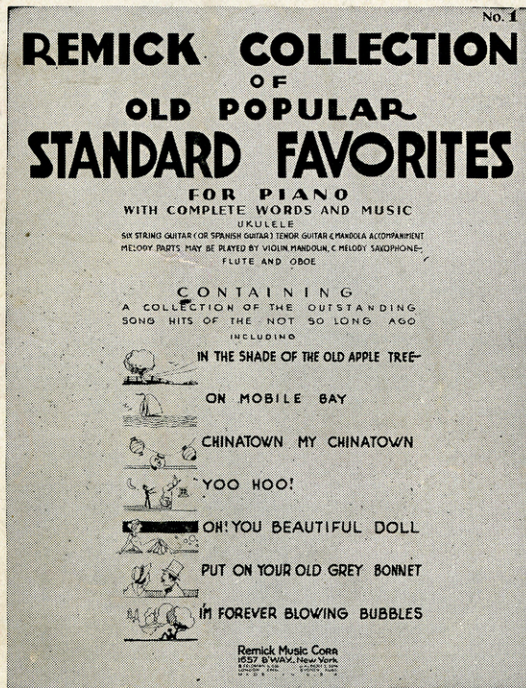 No. 1
REMICK COLLECTION
OF
OLD POPULAR
STANDARD FAVORITES
FOR PIANO
WITH COMPLETE WORDS AND MUSIC
UKULELE
SIX STRING GUITAR (OR SPANISH GUITAR) TENOR GUITAR & MANDOLA ACCOMPANIMENT
MELODY PARTS MAY BE PLAYED BY VIOLIN, MANDOLIN, C MELODY SAXOPHONE,
FLUTE AND OBOE
CONTAINING
A COLLECTION OF THE OUTSTANDING
SONG HITS OF THE NOT SO LONG AGO
INCLUDING
IN THE SHADE OF THE OLD APPLE TREE
ON MOBILE BAY
CHINATOWN MY CHINATOWN
YOO HOO!
OH! YOU BEAUTIFUL DOLL
PUT ON YOUR OLD GREY BONNET
I'M FOREVER BLOWING BUBBLES
Remick Music Corp
1657 B'WAY., New York
MADE IN U.S.A.